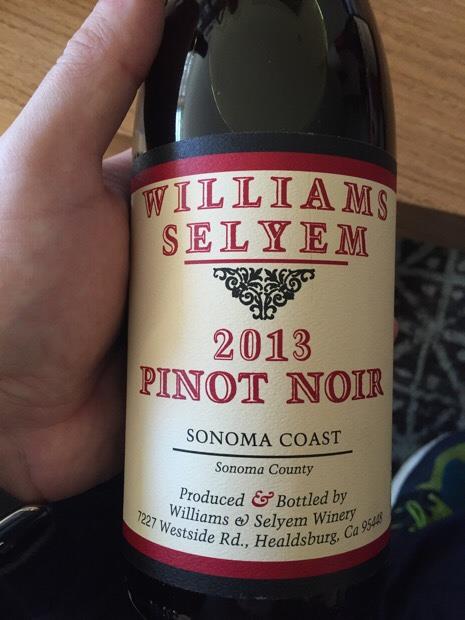 WILLIAMS
SELYEM
2013
PINOT NOIR
SONOMA COAST
Sonoma County
Produced & Bottled by
Williams & Selyem Winery
7227 Westside Rd., Healdsburg, Ca 95448